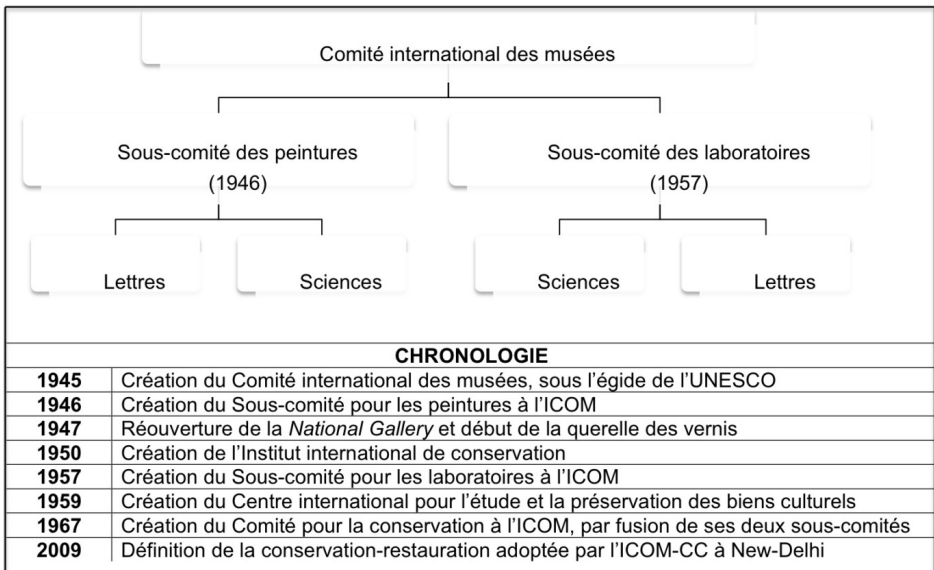 Comité international des musées
Sous-comité des peintures
(1946)
Sous-comité des laboratoires
(1957)
Lettres
Sciences
Sciences
Lettres
CHRONOLOGIE
1945 Création du Comité international des musées, sous l'égide de l'UNESCO
1946 Création du Sous-comité pour les peintures à l'ICOM
1947 Réouverture de la National Gallery et début de la querelle des vernis
1950 Création de l'Institut international de conservation
1957 Création du Sous-comité pour les laboratoires à l'ICOM
1959 Création du Centre international pour l'étude et la préservation des biens culturels
1967 Création du Comité pour la conservation à l'ICOM, par fusion de ses deux sous-comités
2009 Définition de la conservation-restauration adoptée par l'ICOM-CC à New-Delhi